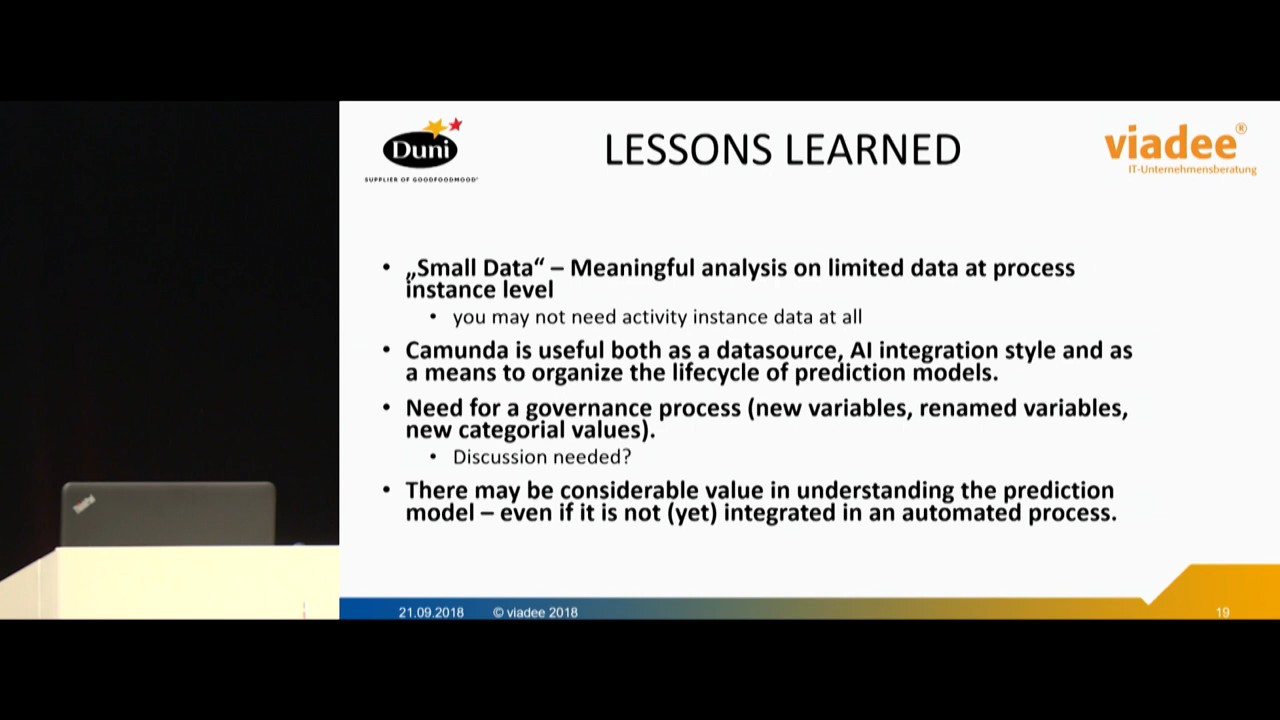 Duni
SUPPLIER OF GOODFOODMOOD®
LESSONS LEARNED
viadee®
IT-Unternehmensberatung
• „Small Data“ – Meaningful analysis on limited data at process
instance level
• you may not need activity instance data at all
• Camunda is useful both as a datasource, AI integration style and as
a means to organize the lifecycle of prediction models.
• Need for a governance process (new variables, renamed variables,
new categorial values).
• Discussion needed?
• There may be considerable value in understanding the prediction
model – even if it is not (yet) integrated in an automated process.
21.09.2018 © viadee 2018 19